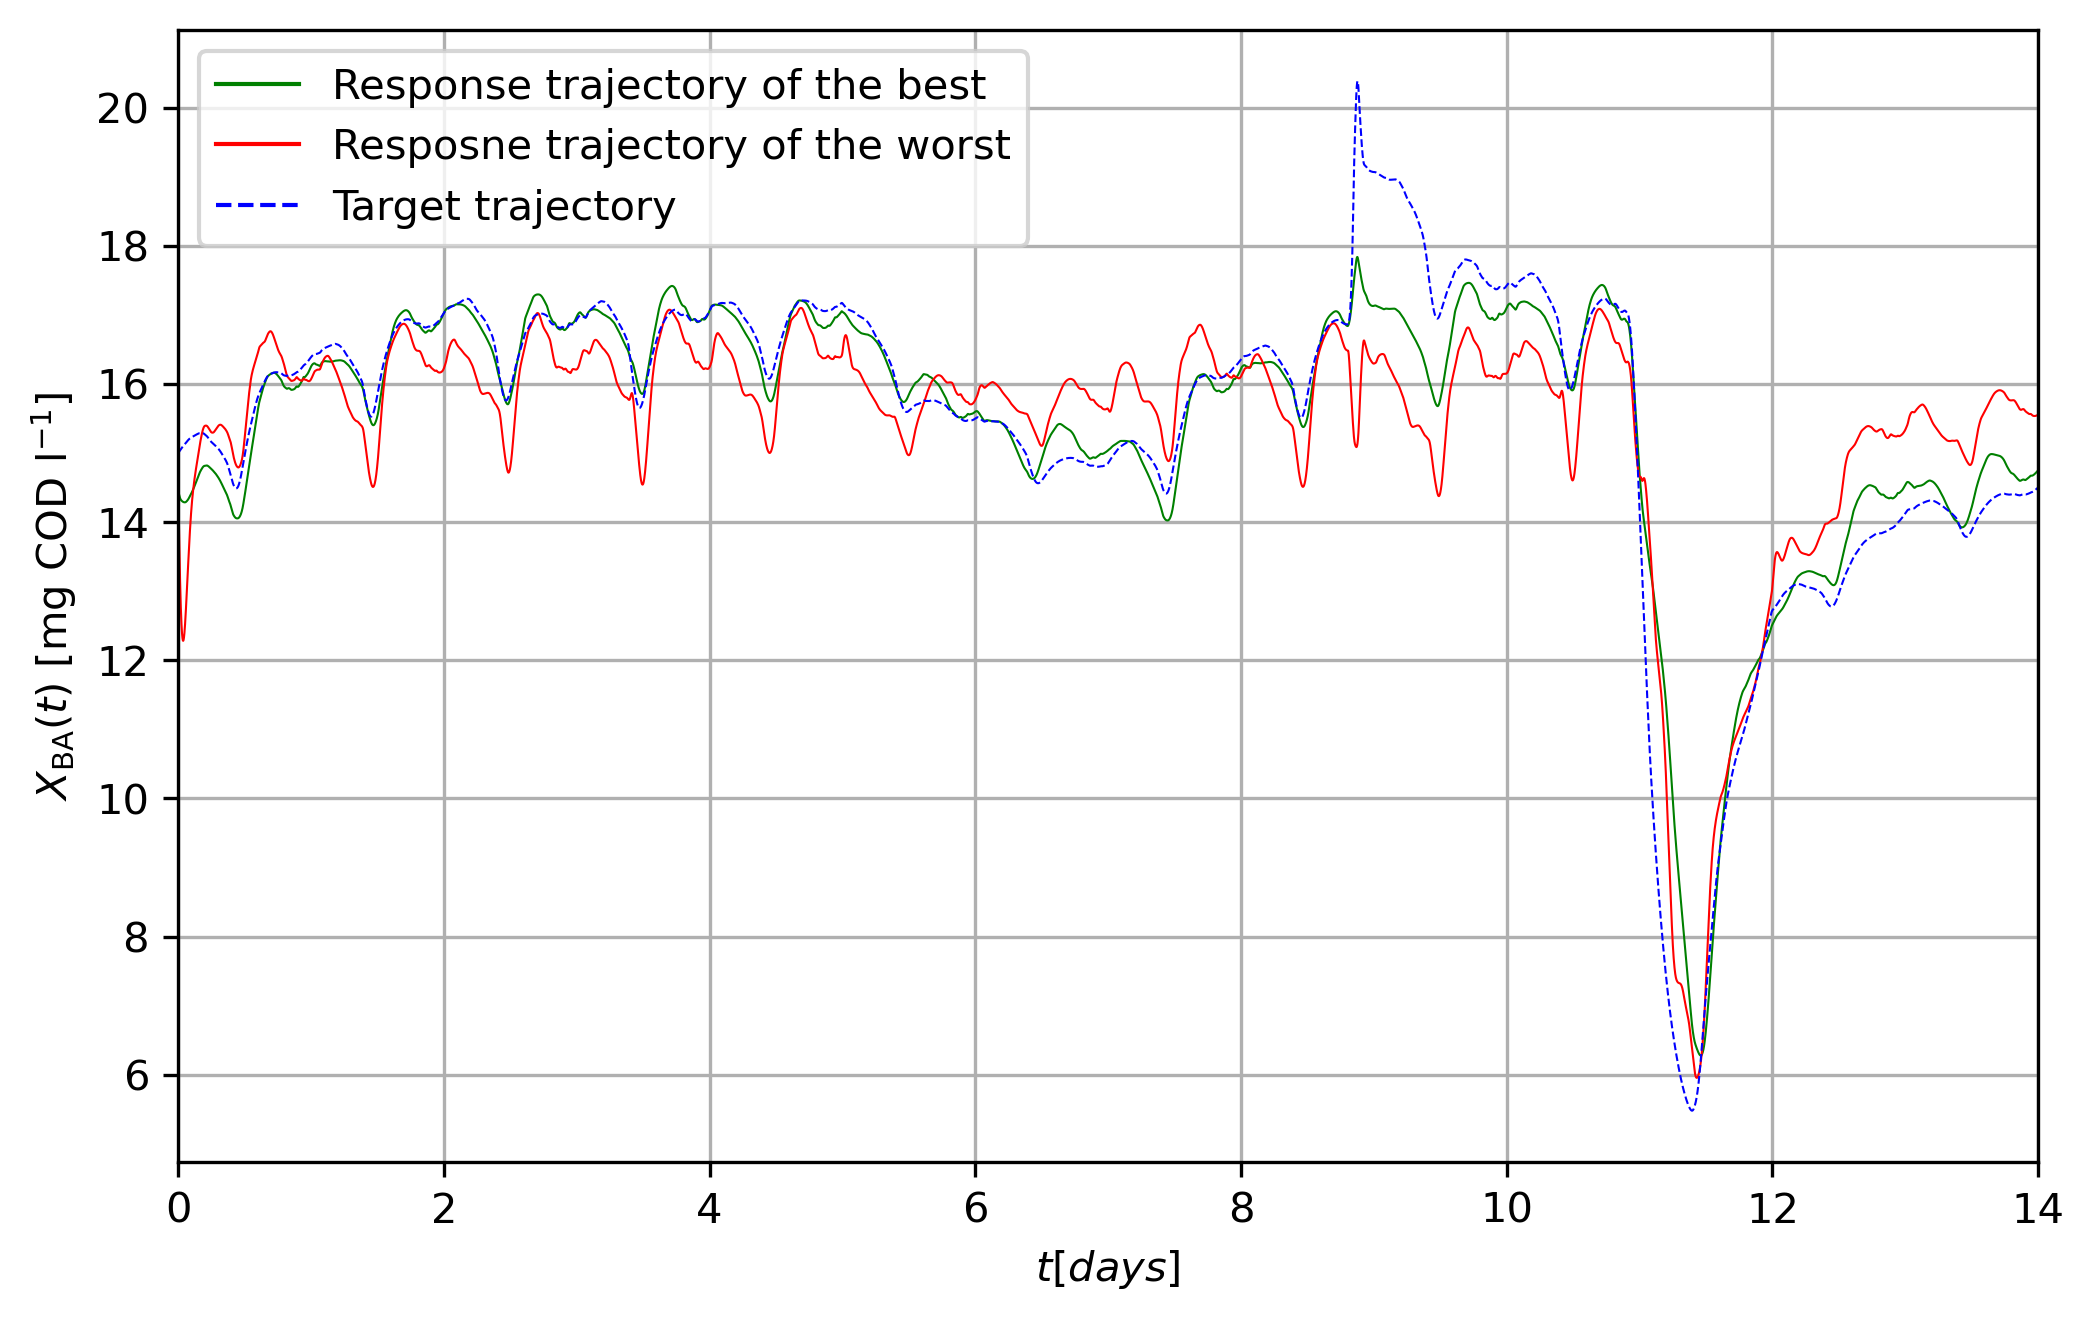 Response trajectory of the best
Resposne trajectory of the worst
Target trajectory
20
18
16
14
12
10
8
6
X_BA(t) [mg COD l⁻¹]
0 2 4 6 8 10 12 14
t[days]